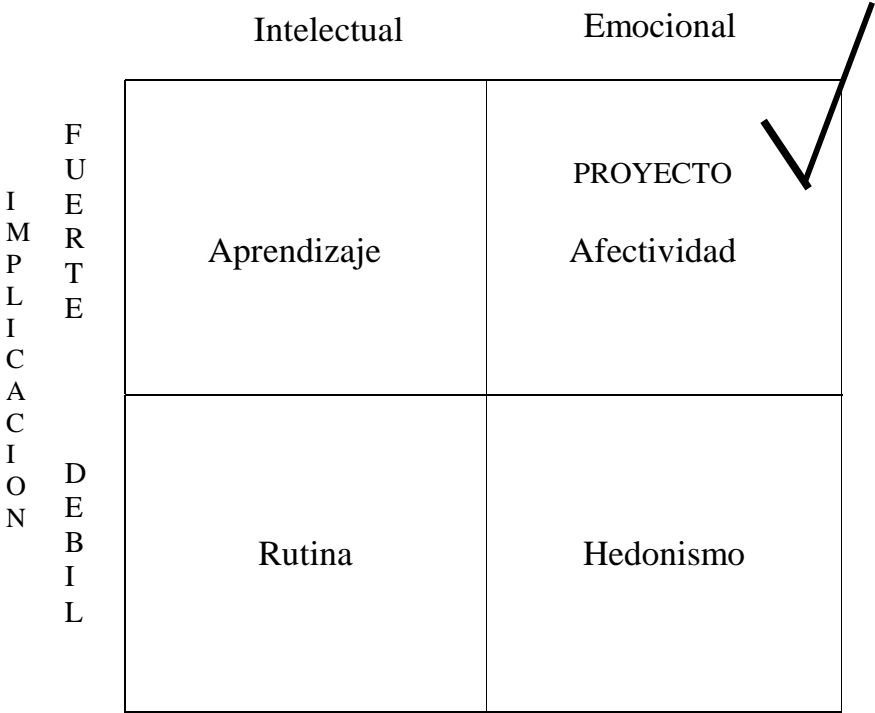 Intelectual
Emocional
IMPLICACION
FUERTE
PROYECTO
Aprendizaje
Afectividad
DEBIL
Rutina
Hedonismo